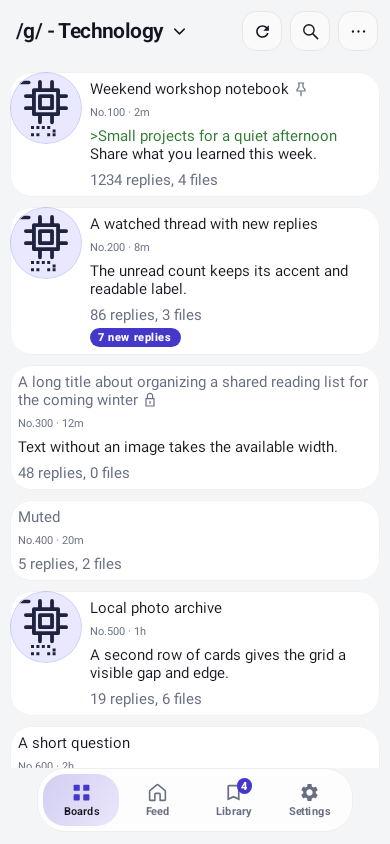 /g/ - Technology
Weekend workshop notebook
No.100 · 2m
>Small projects for a quiet afternoon
Share what you learned this week.
1234 replies, 4 files
A watched thread with new replies
No.200 · 8m
The unread count keeps its accent and
readable label.
86 replies, 3 files
7 new replies
A long title about organizing a shared reading list for
the coming winter
No.300 · 12m
Text without an image takes the available width.
48 replies, 0 files
Muted
No.400 · 20m
5 replies, 2 files
Local photo archive
No.500 · 1h
A second row of cards gives the grid a
visible gap and edge.
19 replies, 6 files
A short question
No.600 · 2h
4
Boards
Feed
Library
Settings